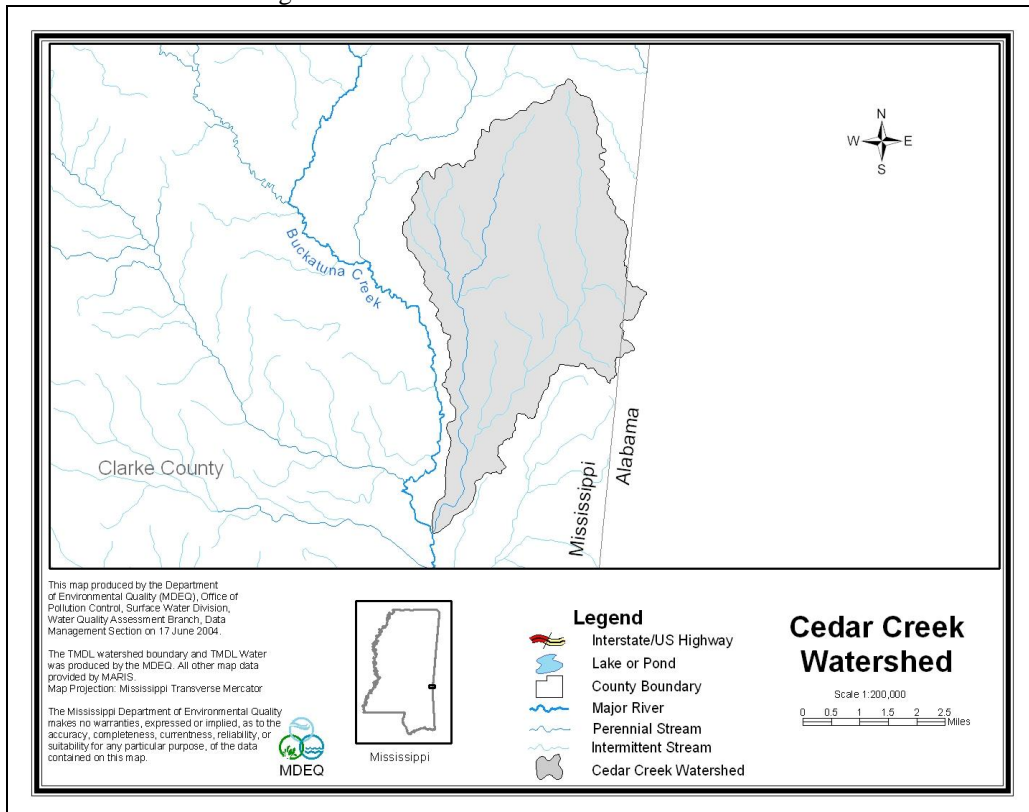 N
W E
S
Buckatuna Creek
Clarke County
Mississippi
Alabama
This map produced by the Department
of Environmental Quality (MDEQ), Office of
Pollution Control, Surface Water Division,
Water Quality Assessment Branch, Data
Management Section on 17 June 2004.
The TMDL watershed boundary and TMDL Water
was produced by the MDEQ. All other map data
provided by MARIS.
Map Projection: Mississippi Transverse Mercator
The Mississippi Department of Environmental Quality
makes no warranties, expressed or implied, as to the
accuracy, completeness, currentness, reliability, or
suitability for any particular purpose, of the data
contained on this map.
MDEQ
Mississippi
Legend
Interstate/US Highway
Lake or Pond
County Boundary
Major River
Perennial Stream
Intermittent Stream
Cedar Creek Watershed
Cedar Creek
Watershed
Scale 1:200,000
0 0.5 1 1.5 2 2.5
Miles